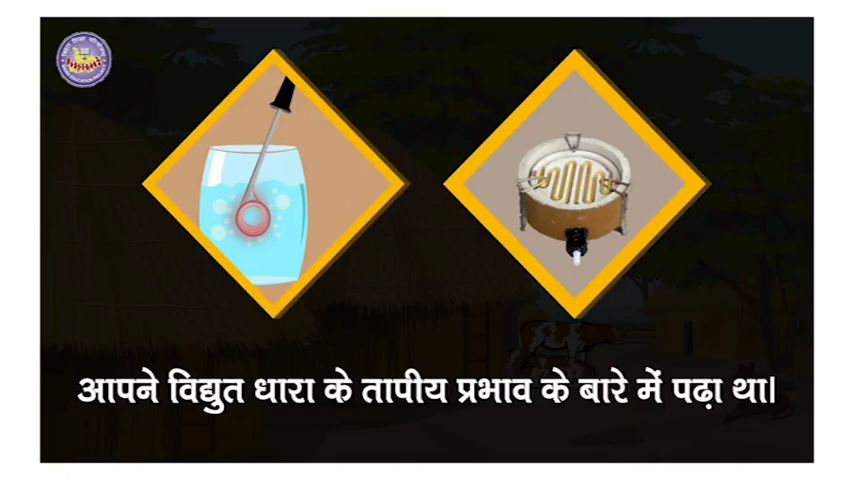 आपने विद्युत धारा के तापीय प्रभाव के बारे में पढ़ा था।